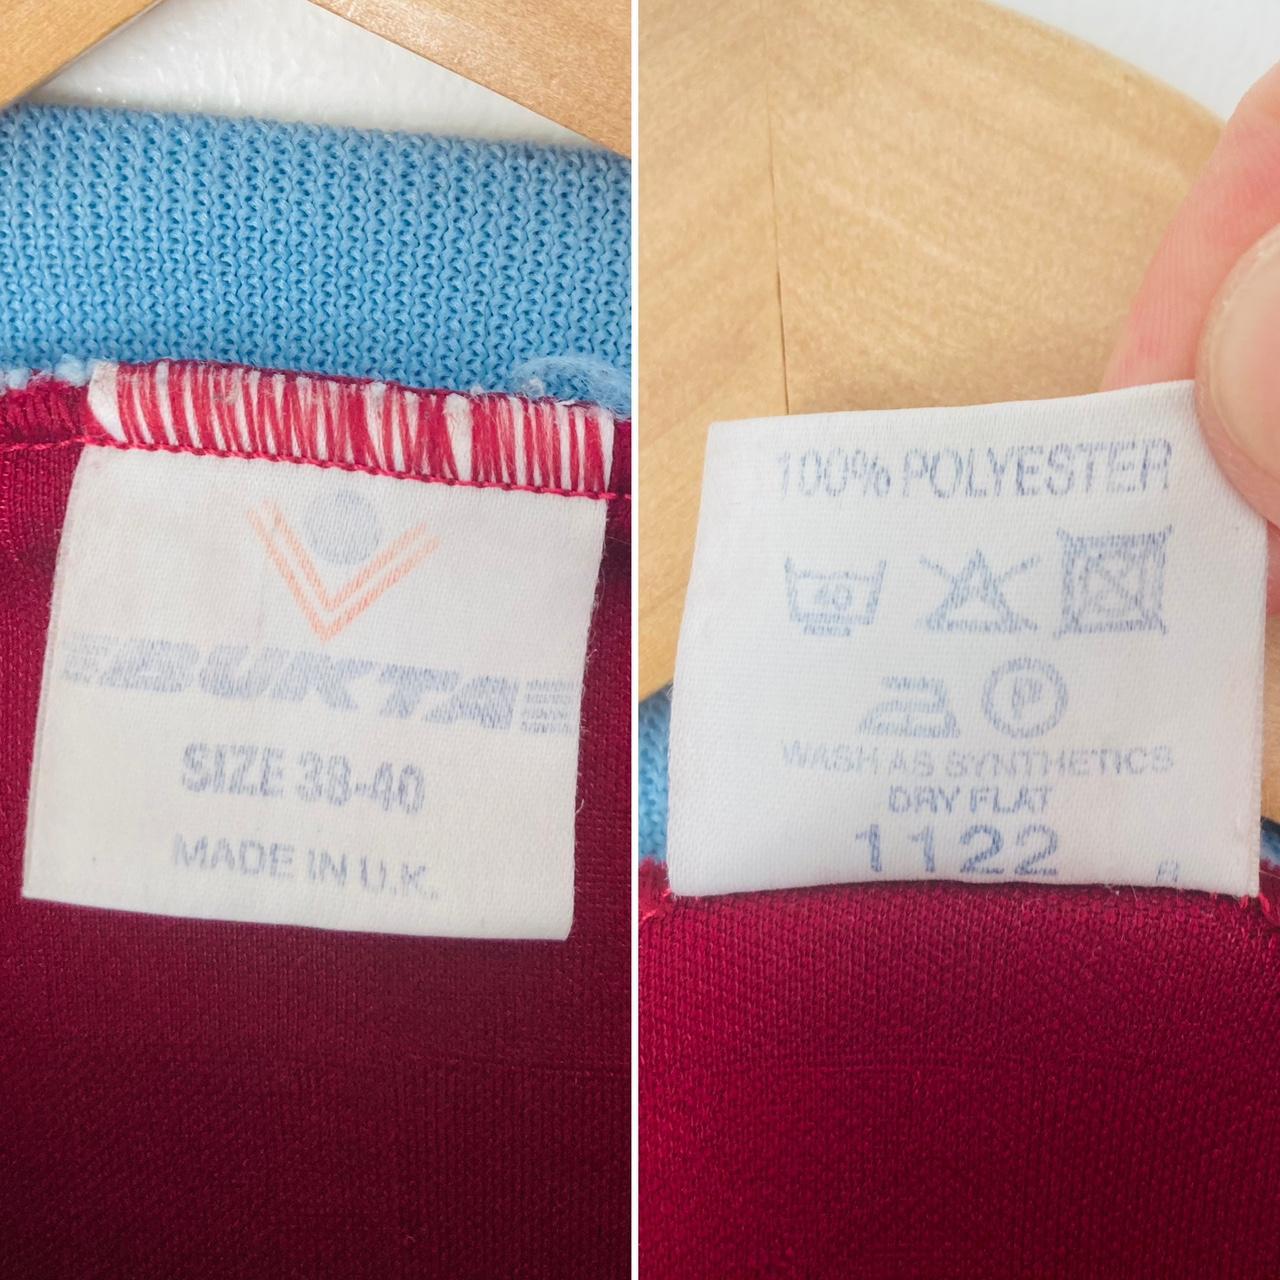 BUKTA
SIZE 38-40
MADE IN U.K.
100% POLYESTER
40
P
WASH AS SYNTHETICS
DRY FLAT
1122